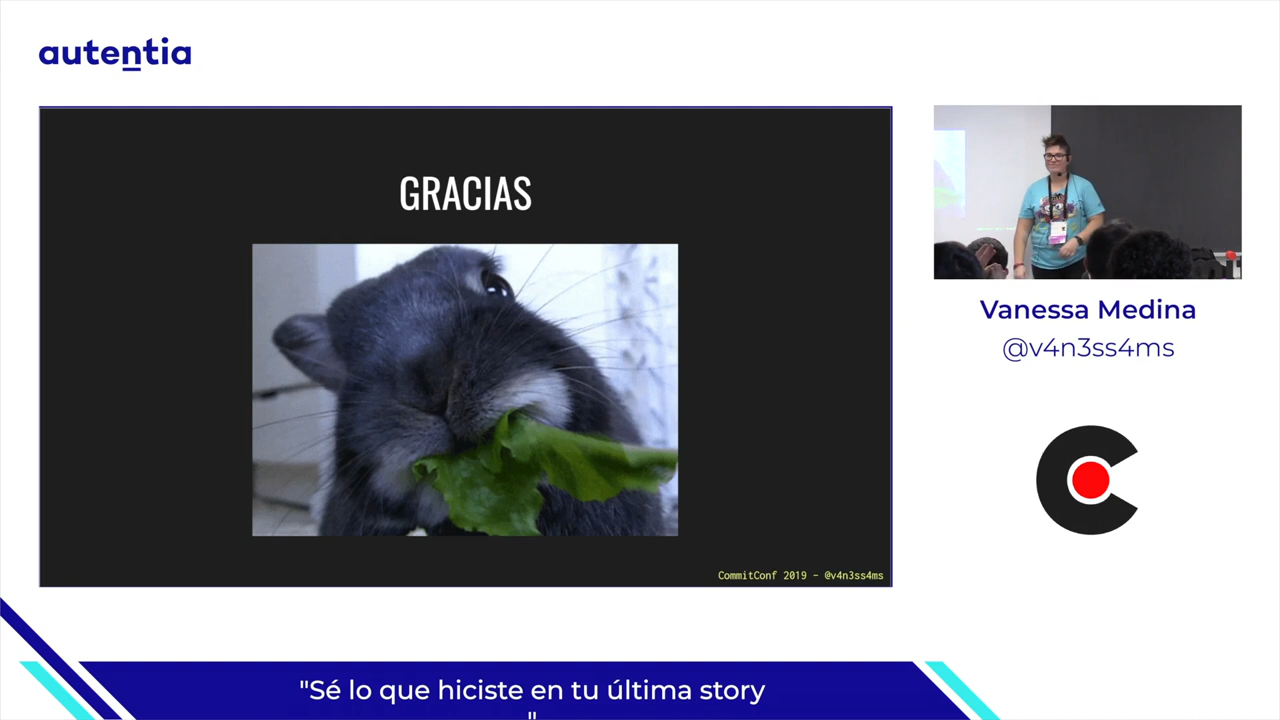 autentia
GRACIAS
CommitConf 2019 - @v4n3ss4ms
Vanessa Medina
@v4n3ss4ms
"Sé lo que hiciste en tu última story
"